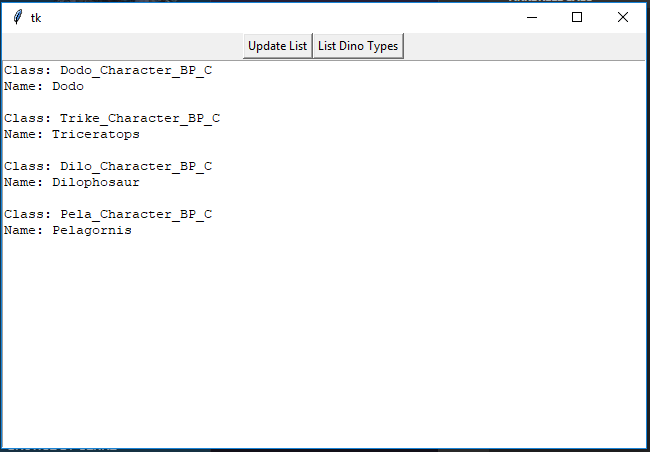 tk
Update List List Dino Types
Class: Dodo_Character_BP_C
Name: Dodo
Class: Trike_Character_BP_C
Name: Triceratops
Class: Dilo_Character_BP_C
Name: Dilophosaur
Class: Pela_Character_BP_C
Name: Pelagornis